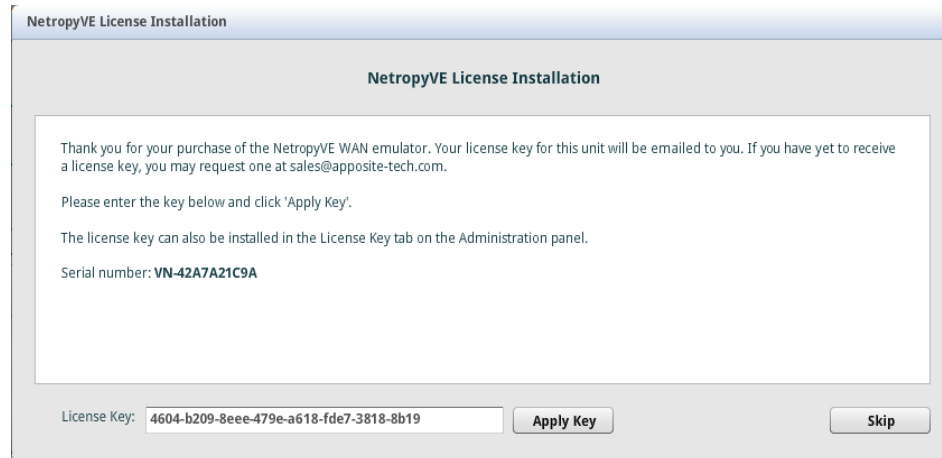 NetropyVE License Installation
NetropyVE License Installation
Thank you for your purchase of the NetropyVE WAN emulator. Your license key for this unit will be emailed to you. If you have yet to receive
a license key, you may request one at sales@apposite-tech.com.
Please enter the key below and click 'Apply Key'.
The license key can also be installed in the License Key tab on the Administration panel.
Serial number: VN-42A7A21C9A
License Key: 4604-b209-8eee-479e-a618-fde7-3818-8b19 Apply Key Skip